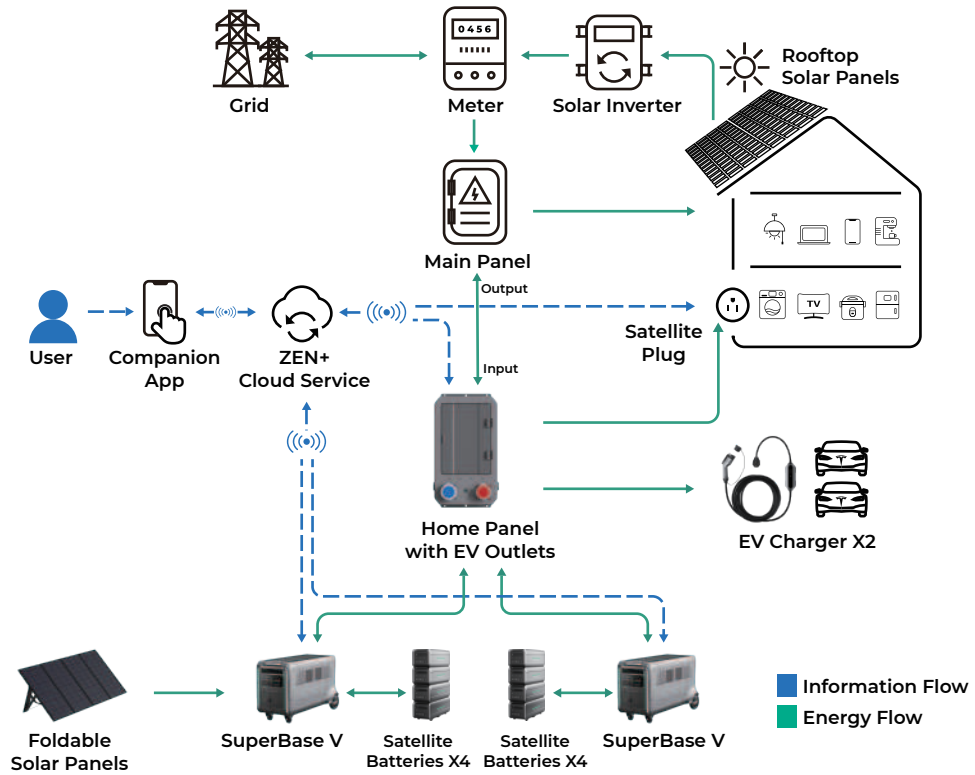 0456
Grid
Meter
Solar Inverter
Rooftop
Solar Panels
Main Panel
Output
Input
TV
Satellite
Plug
User
Companion
App
ZEN+
Cloud Service
Home Panel
with EV Outlets
EV Charger X2
Foldable
Solar Panels
SuperBase V
Satellite
Batteries X4
Satellite
Batteries X4
SuperBase V
Information Flow
Energy Flow